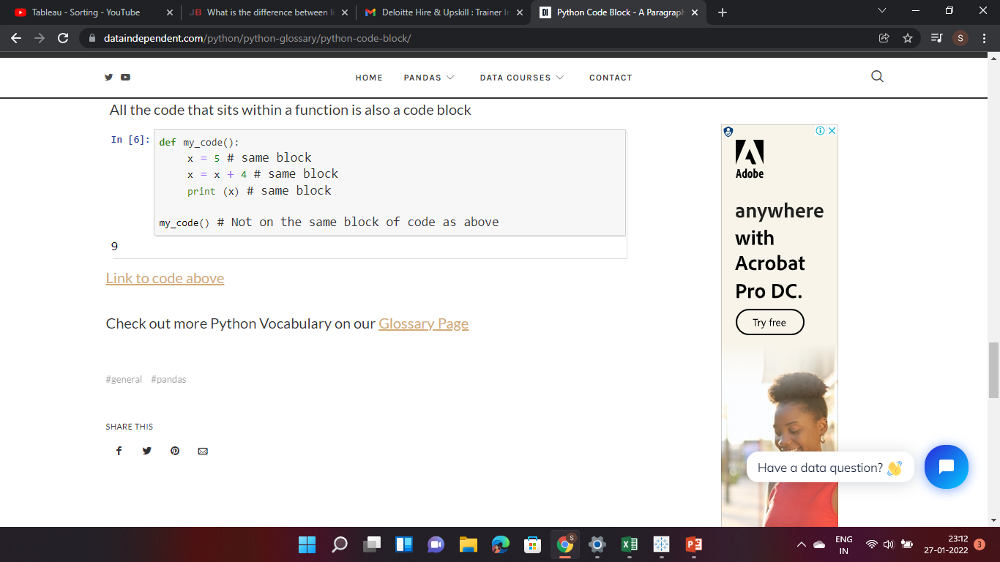 Tableau - Sorting - YouTube
JB What is the difference between li
Deloitte Hire & Upskill : Trainer In
DI Python Code Block - A Paragraph
dataindependent.com/python/python-glossary/python-code-block/
S
HOME PANDAS DATA COURSES CONTACT
All the code that sits within a function is also a code block
In [6]: def my_code():
x = 5 # same block
x = x + 4 # same block
print (x) # same block
my_code() # Not on the same block of code as above
9
Link to code above
Check out more Python Vocabulary on our Glossary Page
#general #pandas
SHARE THIS
Adobe
anywhere
with
Acrobat
Pro DC.
Try free
Have a data question?
S
ENG
IN
23:12
27-01-2022
3